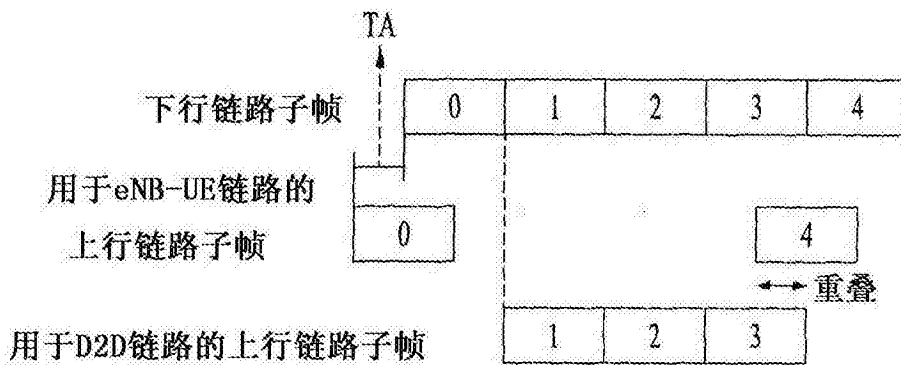 TA
下行链路子帧 0 1 2 3 4
用于eNB-UE链路的
上行链路子帧 0 4
重叠
用于D2D链路的上行链路子帧 1 2 3